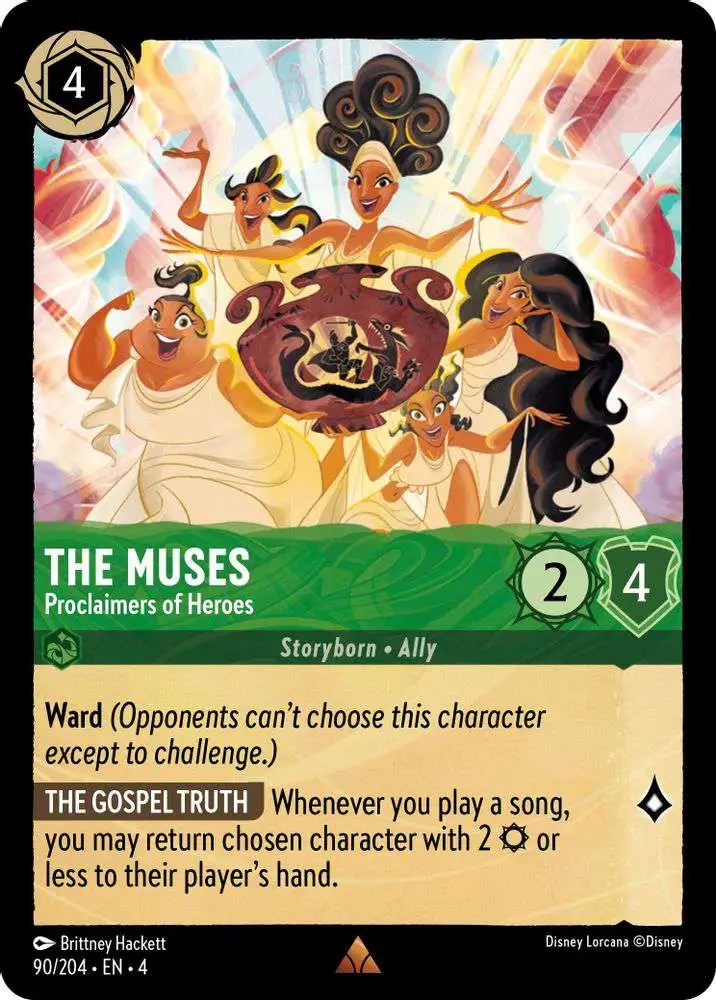 4
THE MUSES
Proclaimers of Heroes
2
4
Storyborn • Ally
Ward (Opponents can't choose this character
except to challenge.)
THE GOSPEL TRUTH Whenever you play a song,
you may return chosen character with 2 or
less to their player's hand.
Brittney Hackett
Disney Lorcana ©Disney
90/204 • EN • 4